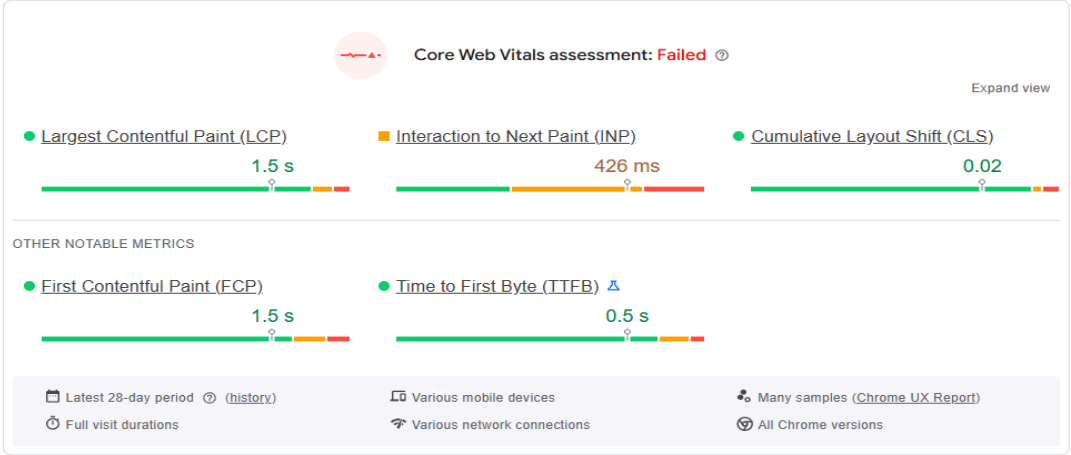 Core Web Vitals assessment: Failed
Expand view
Largest Contentful Paint (LCP)
1.5 s
Interaction to Next Paint (INP)
426 ms
Cumulative Layout Shift (CLS)
0.02
OTHER NOTABLE METRICS
First Contentful Paint (FCP)
1.5 s
Time to First Byte (TTFB)
0.5 s
Latest 28-day period (history)
Various mobile devices
Many samples (Chrome UX Report)
Full visit durations
Various network connections
All Chrome versions